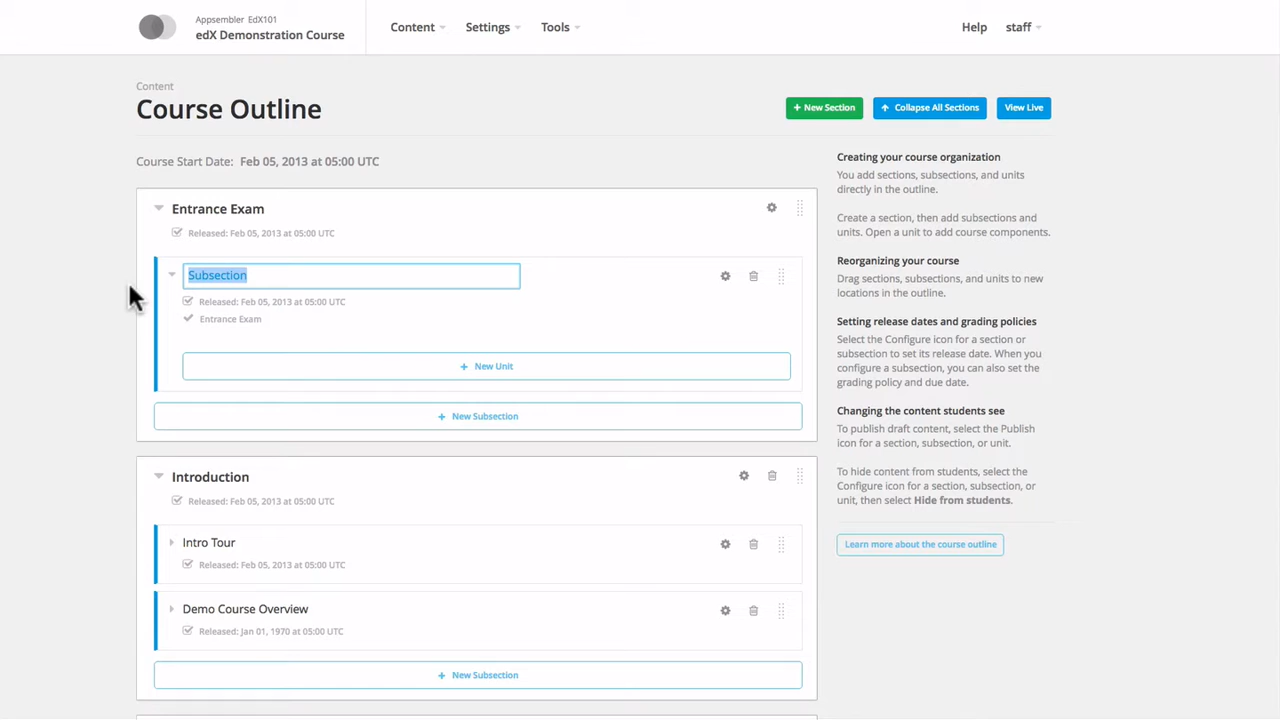 Appsembler EdX101
edX Demonstration Course
Content
Settings
Tools
Help
staff
Content
Course Outline
+ New Section
Collapse All Sections
View Live
Course Start Date: Feb 05, 2013 at 05:00 UTC
Entrance Exam
Released: Feb 05, 2013 at 05:00 UTC
Subsection
Released: Feb 05, 2013 at 05:00 UTC
Entrance Exam
+ New Unit
+ New Subsection
Introduction
Released: Feb 05, 2013 at 05:00 UTC
Intro Tour
Released: Feb 05, 2013 at 05:00 UTC
Demo Course Overview
Released: Jan 01, 1970 at 05:00 UTC
+ New Subsection
Creating your course organization
You add sections, subsections, and units
directly in the outline.
Create a section, then add subsections and
units. Open a unit to add course components.
Reorganizing your course
Drag sections, subsections, and units to new
locations in the outline.
Setting release dates and grading policies
Select the Configure icon for a section or
subsection to set its release date. When you
configure a subsection, you can also set the
grading policy and due date.
Changing the content students see
To publish draft content, select the Publish
icon for a section, subsection, or unit.
To hide content from students, select the
Configure icon for a section, subsection, or
unit, then select Hide from students.
Learn more about the course outline